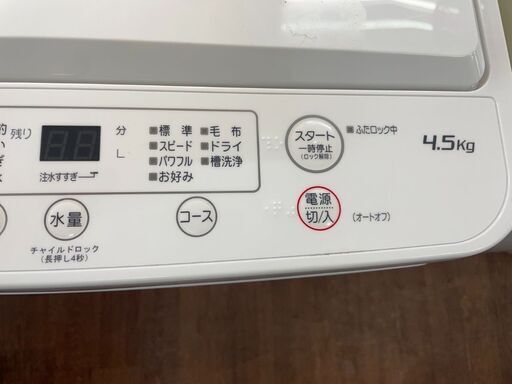 的 残り
い
ぎ
分
L
注水すすぎ
標準 毛布
スピード ドライ
パワフル 槽洗浄
お好み
スタート
一時停止
(ロック解除)
ふたロック中
4.5kg
水量
チャイルドロック
(長押し4秒)
コース
電源
切/入
(オートオフ)